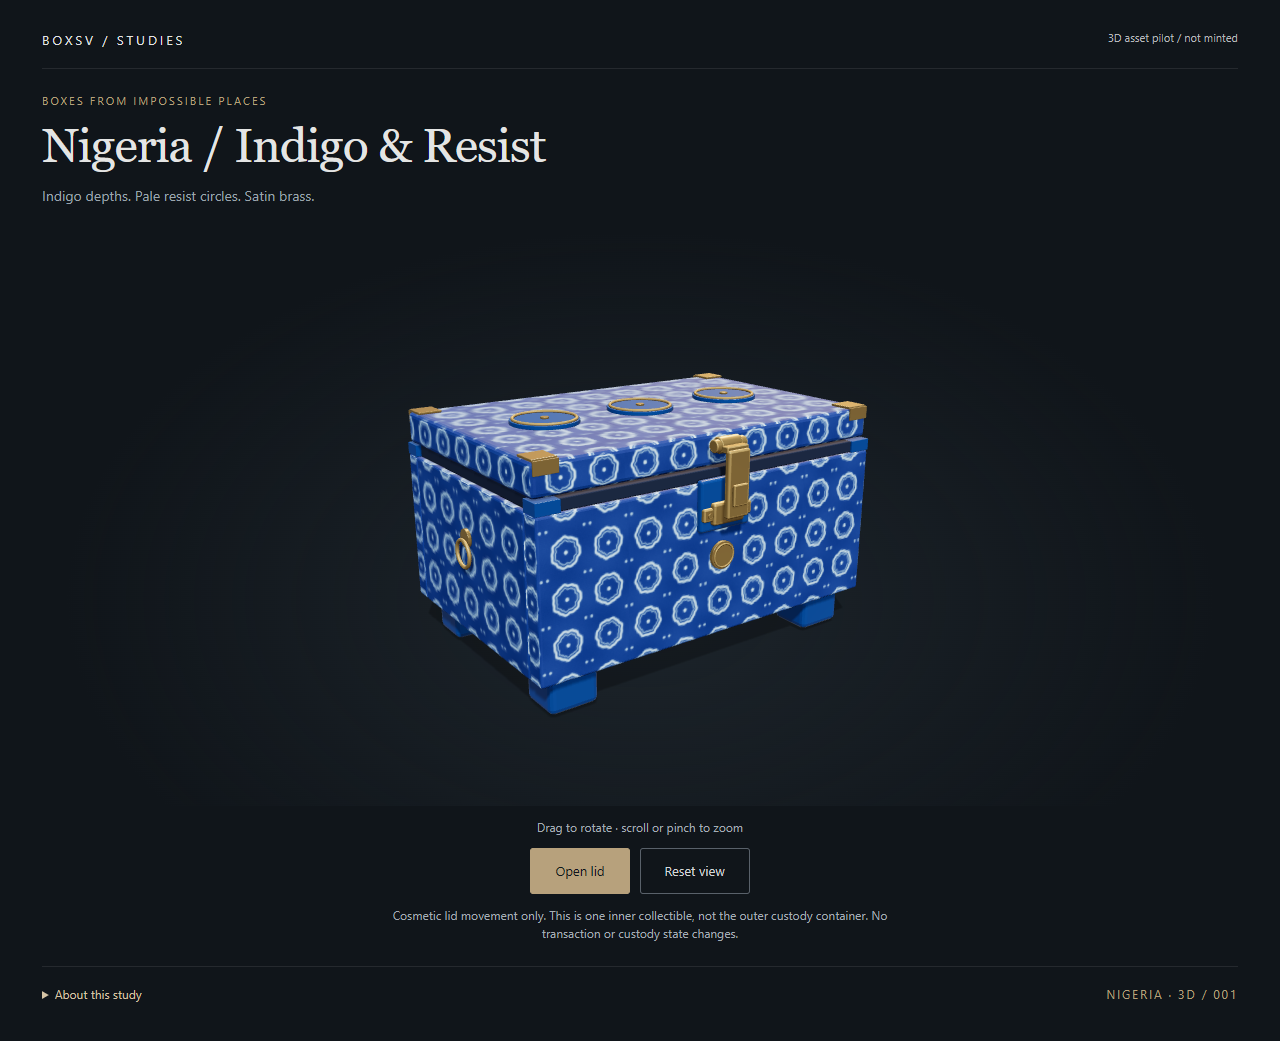 BOXSV / STUDIES
3D asset pilot / not minted
BOXES FROM IMPOSSIBLE PLACES
Nigeria / Indigo & Resist
Indigo depths. Pale resist circles. Satin brass.
Drag to rotate · scroll or pinch to zoom
Open lid
Reset view
Cosmetic lid movement only. This is one inner collectible, not the outer custody container. No
transaction or custody state changes.
About this study
NIGERIA · 3D / 001